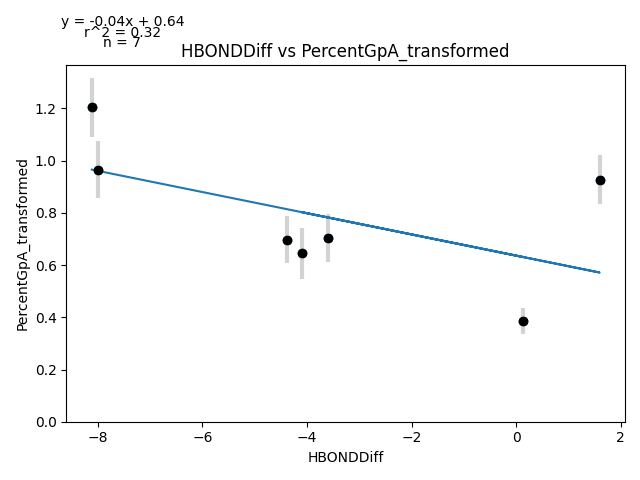 y = -0.04x + 0.64
r^2 = 0.32
n = 7
HBONDDiff vs PercentGpA_transformed
PercentGpA_transformed
1.2
1.0
0.8
0.6
0.4
0.2
0.0
−8
−6
−4
−2
0
2
HBONDDiff